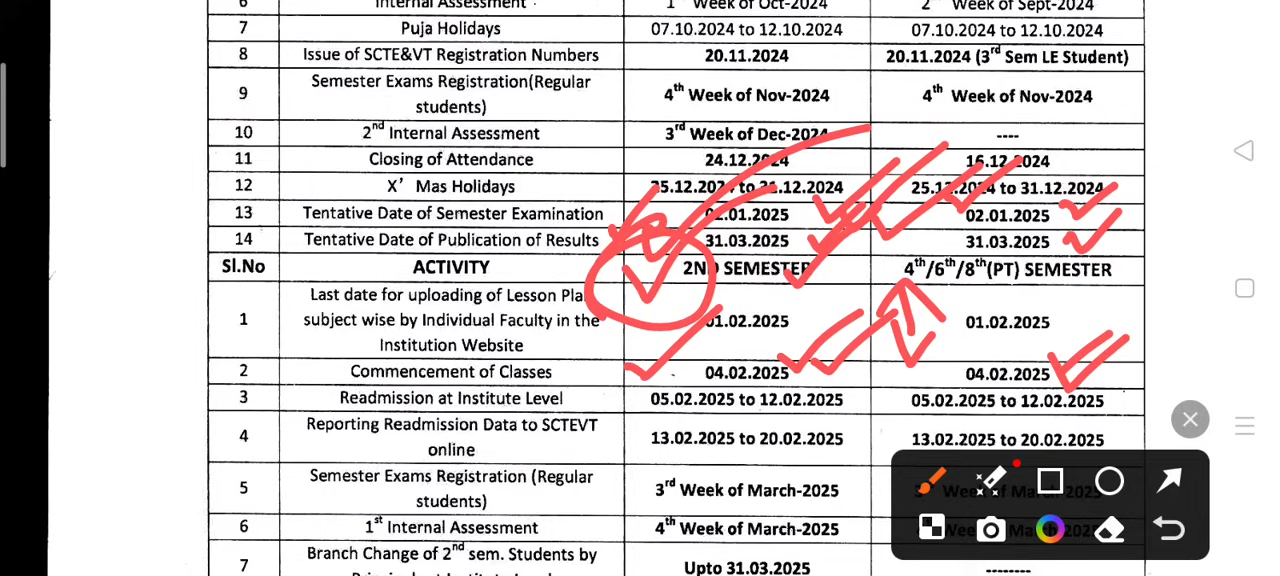 6 Internal Assessment 1st Week of Oct-2024 2nd Week of Sept-2024
7 Puja Holidays 07.10.2024 to 12.10.2024 07.10.2024 to 12.10.2024
8 Issue of SCTE&VT Registration Numbers 20.11.2024 20.11.2024 (3rd Sem LE Student)
Semester Exams Registration(Regular
9 4th Week of Nov-2024 4th Week of Nov-2024
students)
10 2nd Internal Assessment 3rd Week of Dec-2024 ----
11 Closing of Attendance 24.12.2024 16.12.2024
12 X' Mas Holidays 25.12.2024 to 31.12.2024 25.12.2024 to 31.12.2024
13 Tentative Date of Semester Examination 02.01.2025 02.01.2025
14 Tentative Date of Publication of Results 31.03.2025 31.03.2025
Sl.No ACTIVITY 2ND SEMESTER 4th/6th/8th(PT) SEMESTER
Last date for uploading of Lesson Plan
1 subject wise by Individual Faculty in the 01.02.2025 01.02.2025
Institution Website
2 Commencement of Classes 04.02.2025 04.02.2025
3 Readmission at Institute Level 05.02.2025 to 12.02.2025 05.02.2025 to 12.02.2025
Reporting Readmission Data to SCTEVT
4 13.02.2025 to 20.02.2025 13.02.2025 to 20.02.2025
online
Semester Exams Registration (Regular
5 3rd Week of March-2025 Week of March-2025
students)
6 1st Internal Assessment 4th Week of March-2025 Week of March-2025
Branch Change of 2nd sem. Students by
7 Upto 31.03.2025 --------